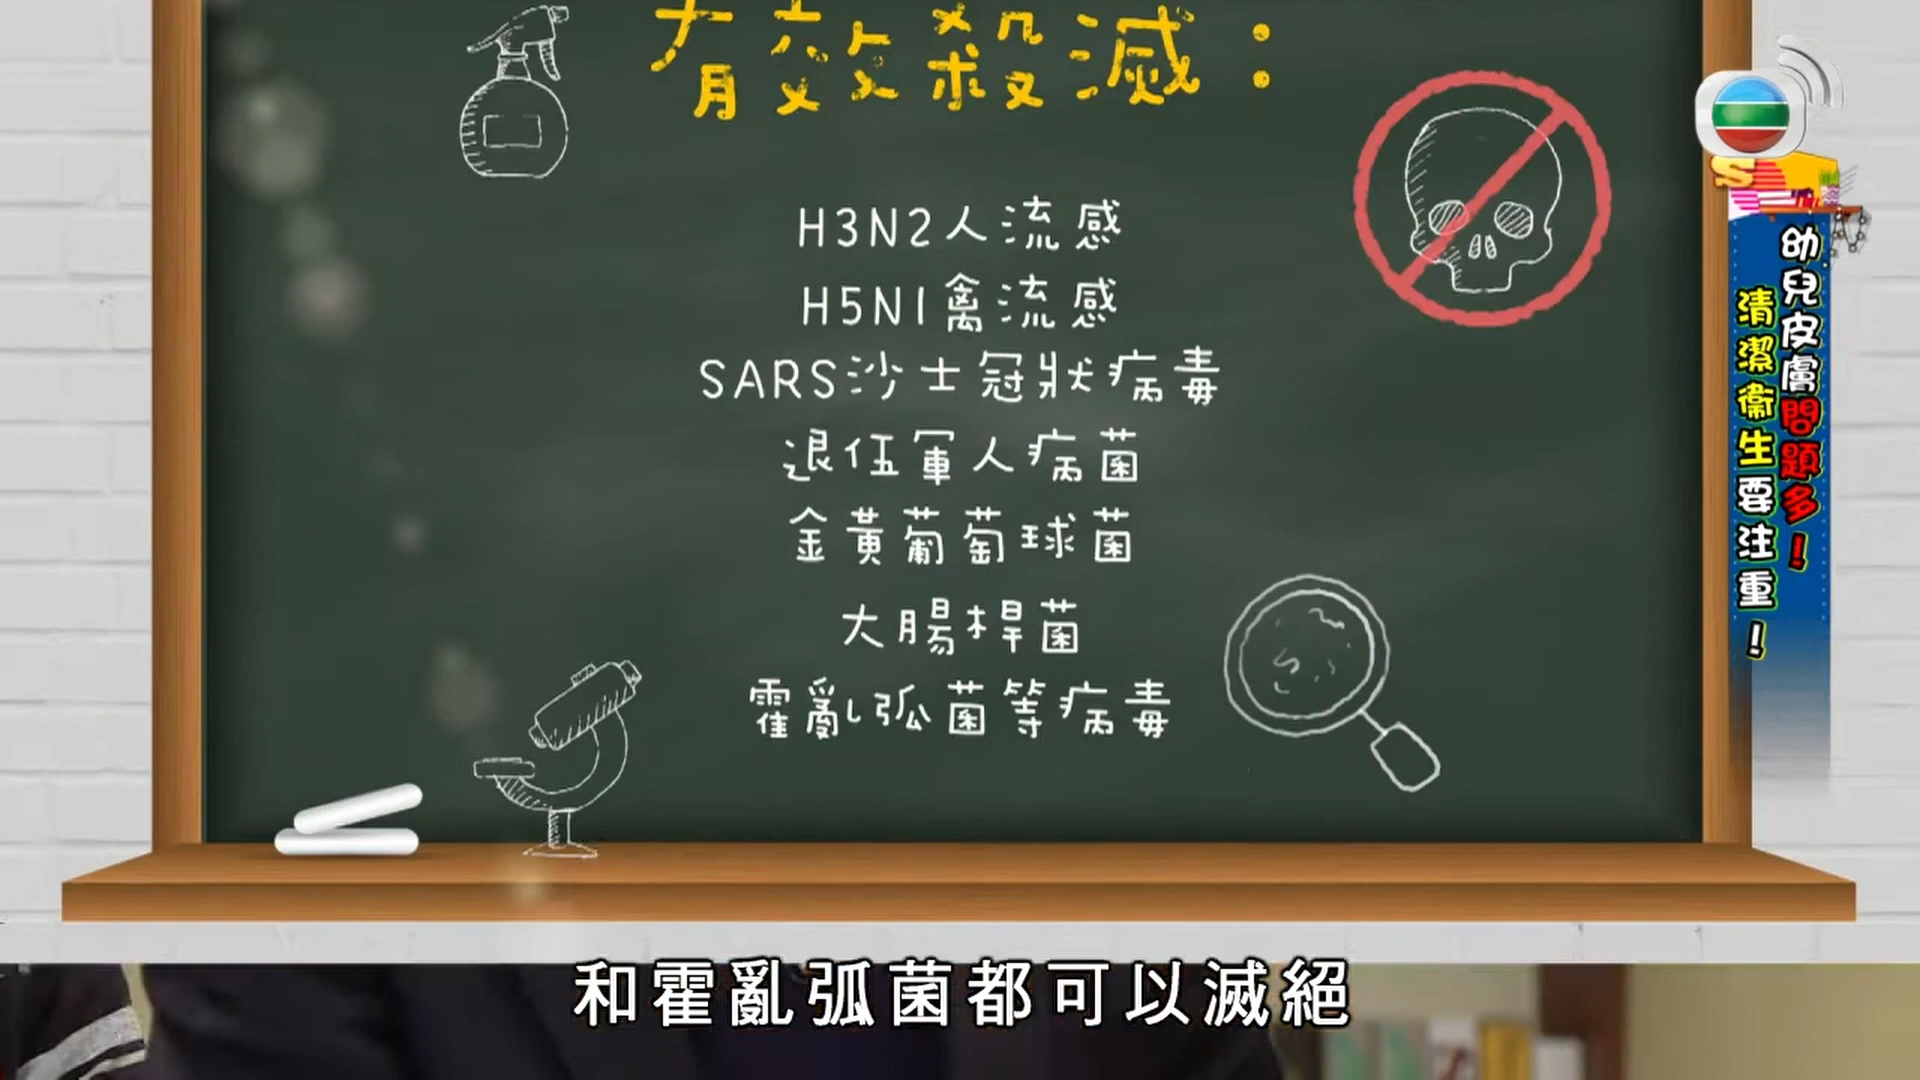 有效殺滅：
H3N2人流感
H5N1禽流感
SARS沙士冠狀病毒
退伍軍人病菌
金黃葡萄球菌
大腸桿菌
霍亂弧菌等病毒
幼兒皮膚問題多！
清潔衞生要注重！
和霍亂弧菌都可以滅絕